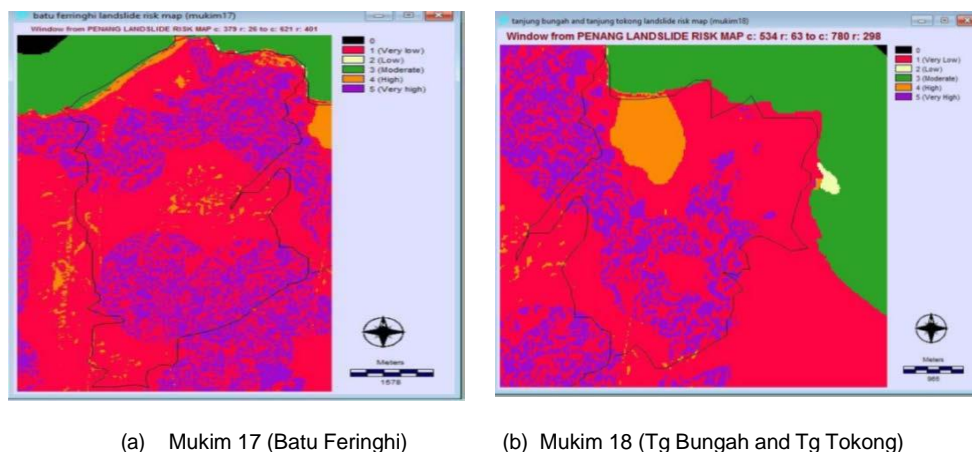 batu ferringhi landslide risk map (mukim17)
Window from PENANG LANDSLIDE RISK MAP c: 379 r: 26 to c: 621 r: 401
0
1 (Very low)
2 (Low)
3 (Moderate)
4 (High)
5 (Very high)
Meters
1678
tanjung bungah and tanjung tokong landslide risk map (mukim18)
Window from PENANG LANDSLIDE RISK MAP c: 534 r: 63 to c: 780 r: 298
0
1 (Very Low)
2 (Low)
3 (Moderate)
4 (High)
5 (Very High)
Meters
966
(a) Mukim 17 (Batu Feringhi)
(b) Mukim 18 (Tg Bungah and Tg Tokong)